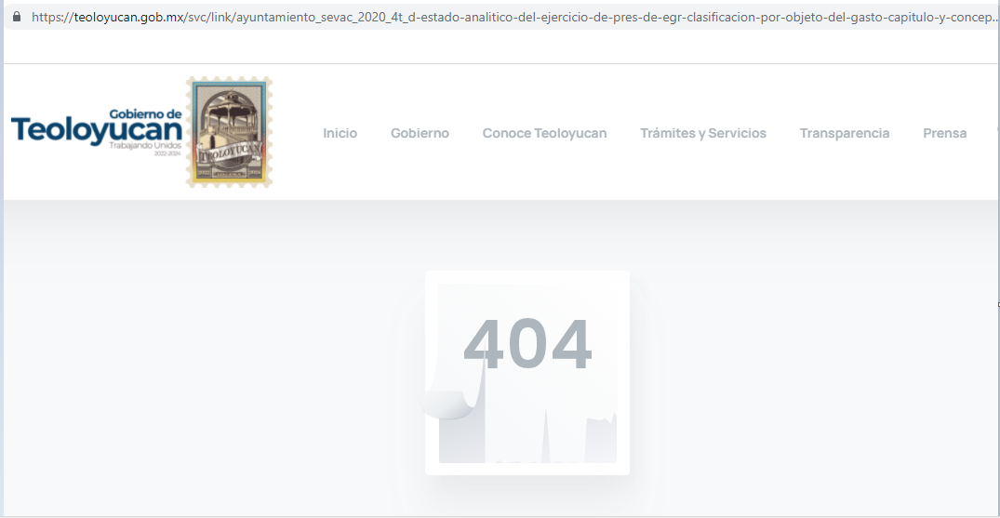 https://teoloyucan.gob.mx/svc/link/ayuntamiento_sevac_2020_4t_d-estado-analitico-del-ejercicio-de-pres-de-egr-clasificacion-por-objeto-del-gasto-capitulo-y-concep...
Gobierno de
Teoloyucan
Trabajando Unidos
2022-2024
TEOLOYUCAN
2022 2024
Inicio Gobierno Conoce Teoloyucan Trámites y Servicios Transparencia Prensa
404